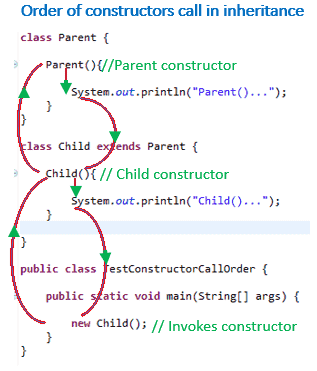 Order of constructors call in inheritance
class Parent {
Parent(){//Parent constructor
System.out.println("Parent()...");
}
}
class Child extends Parent {
Child(){ // Child constructor
System.out.println("Child()...");
}
}
public class TestConstructorCallOrder {
public static void main(String[] args) {
new Child(); // Invokes constructor
}
}